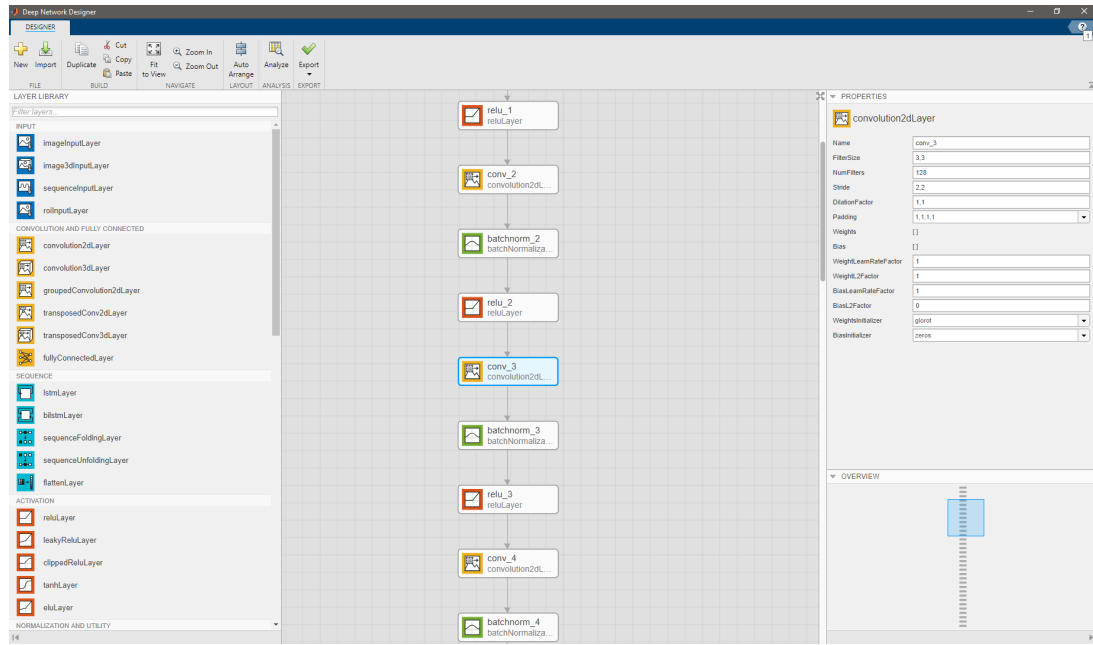 Deep Network Designer
DESIGNER
?
1
New
Import
Duplicate
Cut
Copy
Paste
Fit
to View
Zoom In
Zoom Out
Auto
Arrange
Analyze
Export
FILE
BUILD
NAVIGATE
LAYOUT
ANALYSIS
EXPORT
LAYER LIBRARY
Filter layers...
INPUT
imageInputLayer
image3dInputLayer
sequenceInputLayer
roiInputLayer
CONVOLUTION AND FULLY CONNECTED
convolution2dLayer
convolution3dLayer
groupedConvolution2dLayer
transposedConv2dLayer
transposedConv3dLayer
fullyConnectedLayer
SEQUENCE
lstmLayer
bilstmLayer
sequenceFoldingLayer
sequenceUnfoldingLayer
flattenLayer
ACTIVATION
reluLayer
leakyReluLayer
clippedReluLayer
tanhLayer
eluLayer
NORMALIZATION AND UTILITY
relu_1
reluLayer
conv_2
convolution2dL...
batchnorm_2
batchNormaliza...
relu_2
reluLayer
conv_3
convolution2dL...
batchnorm_3
batchNormaliza...
relu_3
reluLayer
conv_4
convolution2dL...
batchnorm_4
batchNormaliza...
PROPERTIES
convolution2dLayer
Name conv_3
FilterSize 3,3
NumFilters 128
Stride 2,2
DilationFactor 1,1
Padding 1,1,1,1
Weights []
Bias []
WeightLearnRateFactor 1
WeightL2Factor 1
BiasLearnRateFactor 1
BiasL2Factor 0
WeightsInitializer glorot
BiasInitializer zeros
OVERVIEW